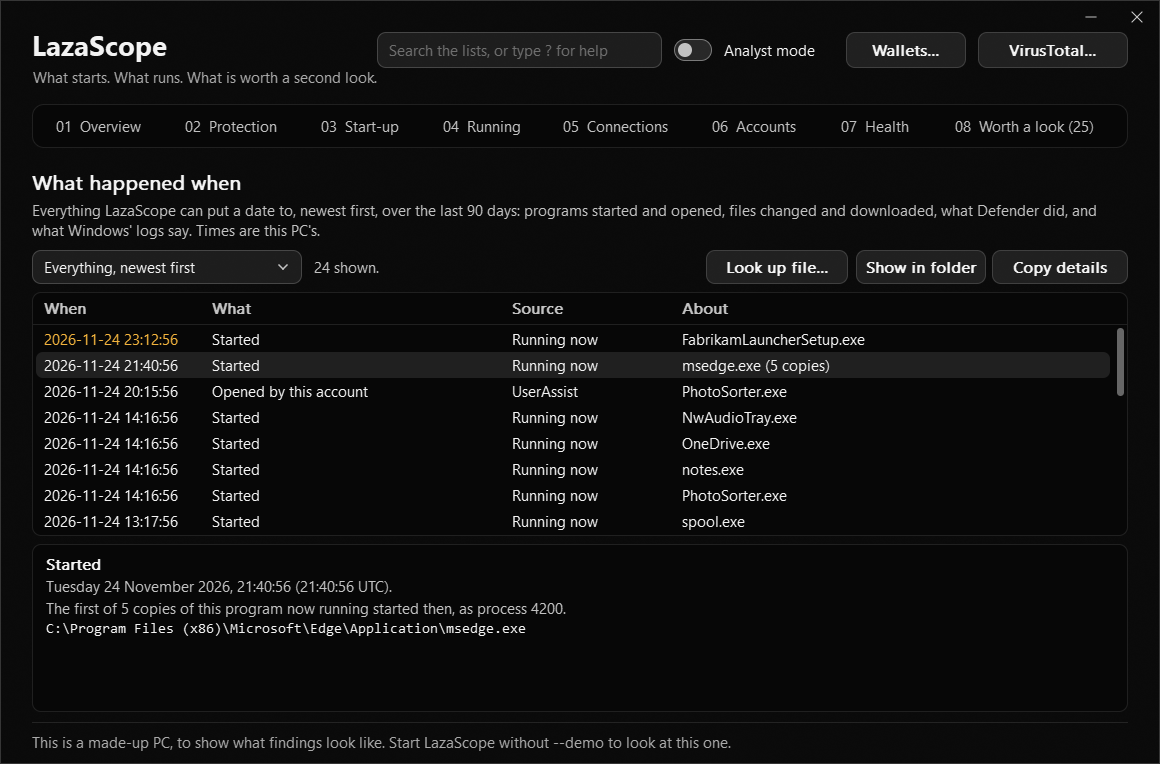 LazaScope
What starts. What runs. What is worth a second look.
Search the lists, or type ? for help
Analyst mode
Wallets...
VirusTotal...
01 Overview
02 Protection
03 Start-up
04 Running
05 Connections
06 Accounts
07 Health
08 Worth a look (25)
What happened when
Everything LazaScope can put a date to, newest first, over the last 90 days: programs started and opened, files changed and downloaded, what Defender did, and
what Windows' logs say. Times are this PC's.
Everything, newest first
24 shown.
Look up file...
Show in folder
Copy details
When What Source About
2026-11-24 23:12:56 Started Running now FabrikamLauncherSetup.exe
2026-11-24 21:40:56 Started Running now msedge.exe (5 copies)
2026-11-24 20:15:56 Opened by this account UserAssist PhotoSorter.exe
2026-11-24 14:16:56 Started Running now NwAudioTray.exe
2026-11-24 14:16:56 Started Running now OneDrive.exe
2026-11-24 14:16:56 Started Running now notes.exe
2026-11-24 14:16:56 Started Running now PhotoSorter.exe
2026-11-24 13:17:56 Started Running now spool.exe
Started
Tuesday 24 November 2026, 21:40:56 (21:40:56 UTC).
The first of 5 copies of this program now running started then, as process 4200.
C:\Program Files (x86)\Microsoft\Edge\Application\msedge.exe
This is a made-up PC, to show what findings look like. Start LazaScope without --demo to look at this one.